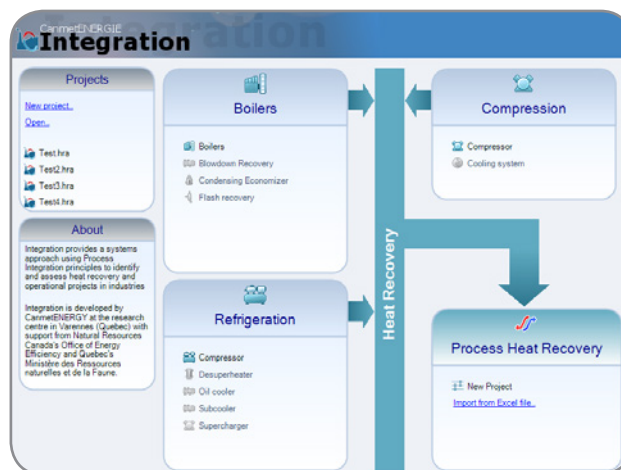 CanmetENERGIE
Integration
Projects
New project..
Open..
Test.hra
Test2.hra
Test3.hra
Test4.hra
About
Integration provides a systems
approach using Process
Integration principles to identify
and assess heat recovery and
operational projects in industries
Integration is developed by
CanmetENERGY at the research
centre in Varennes (Quebec) with
support from Natural Resources
Canada's Office of Energy
Efficiency and Quebec's
Ministère des Ressources
naturelles et de la Faune.
Boilers
Boilers
Blowdown Recovery
Condensing Economizer
Flash recovery
Refrigeration
Compressor
Desuperheater
Oil cooler
Subcooler
Supercharger
Heat Recovery
Compression
Compressor
Cooling system
Process Heat Recovery
New Project
Import from Excel file..